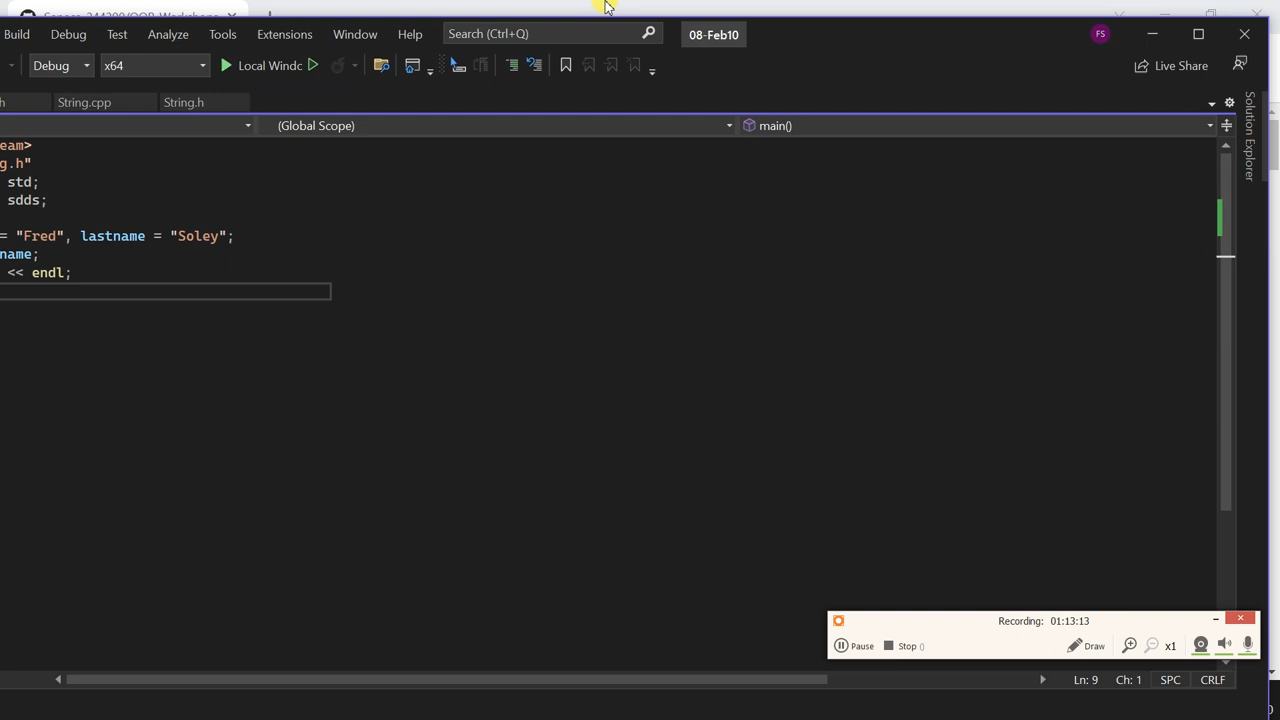 Build Debug Test Analyze Tools Extensions Window Help Search (Ctrl+Q) 08-Feb10 FS
Debug x64 Local Windc Live Share
String.cpp String.h
(Global Scope) main()
Solution Explorer
eam>
g.h"
std;
sdds;
= "Fred", lastname = "Soley";
name;
<< endl;
Recording: 01:13:13
Pause Stop () Draw x1
Ln: 9 Ch: 1 SPC CRLF